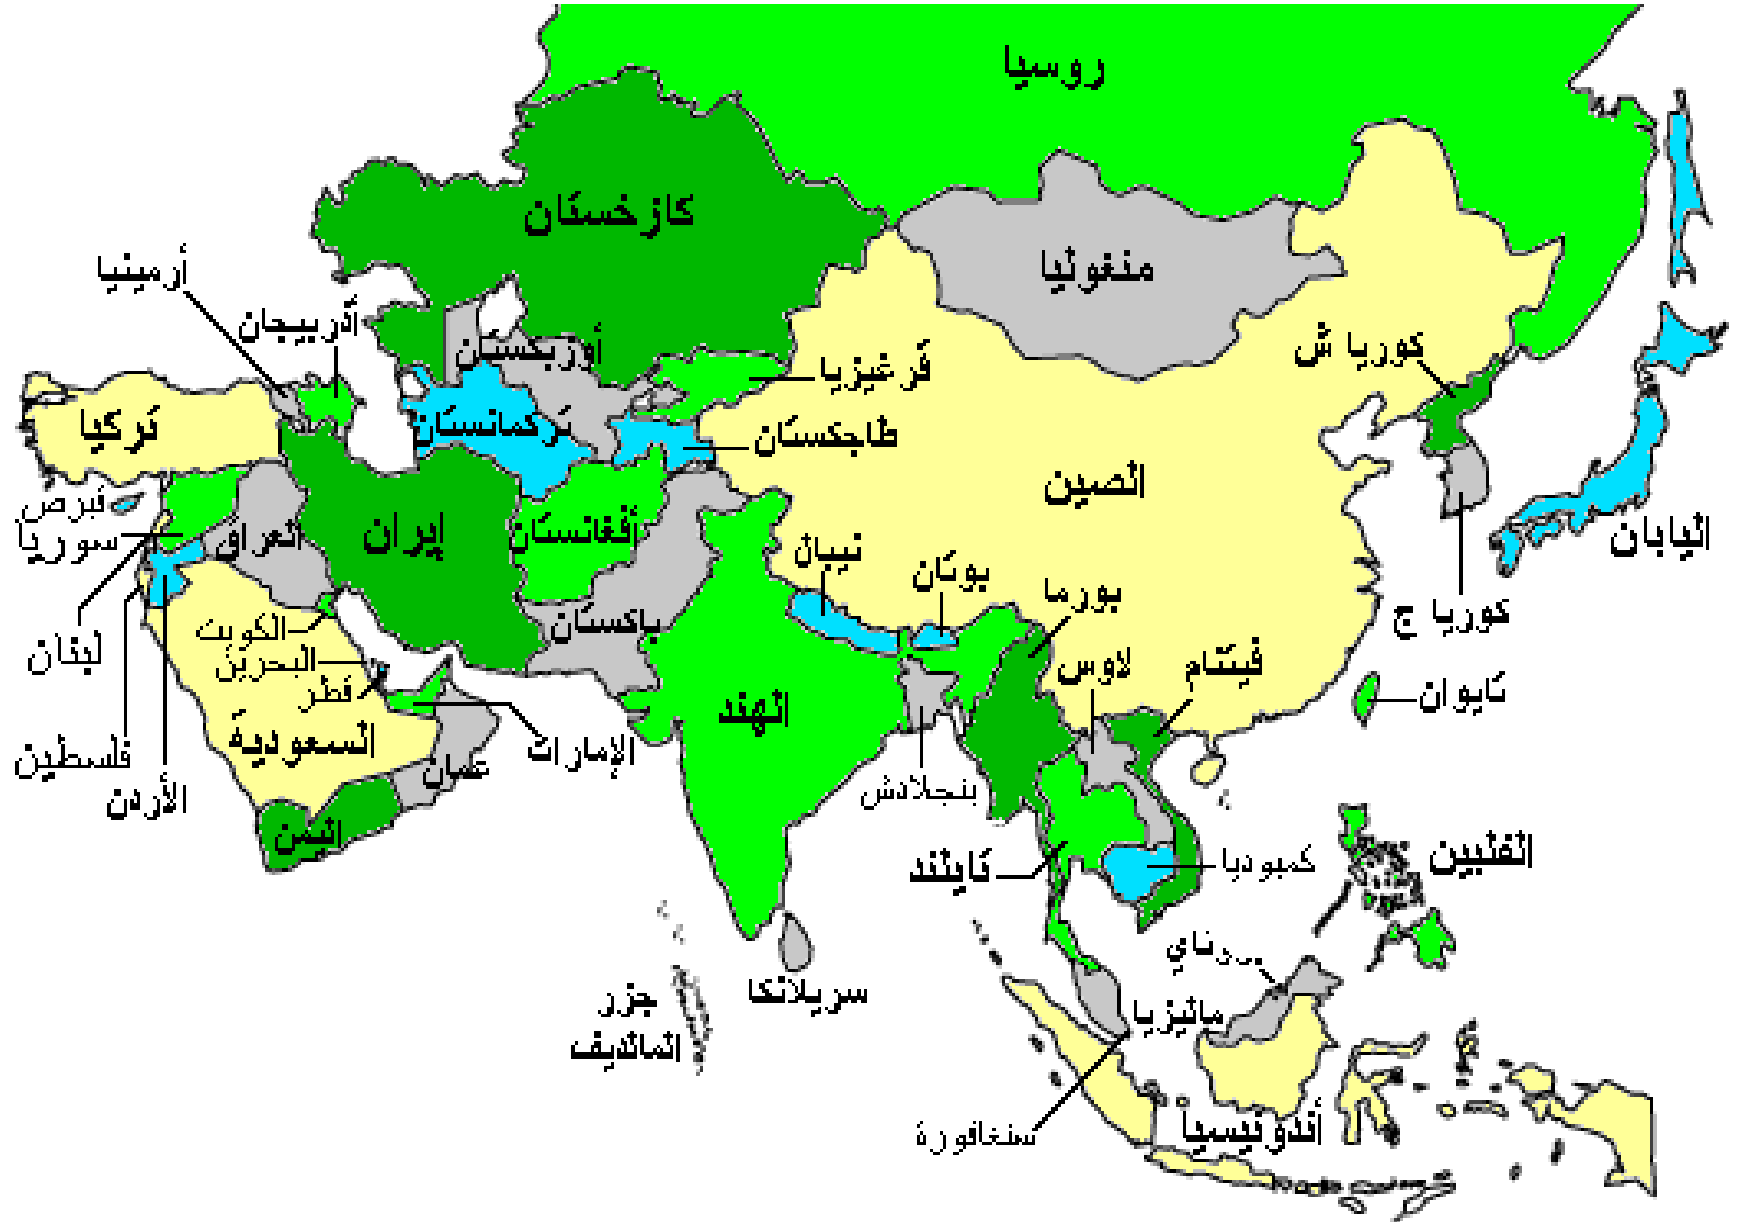 روسيا
كازخستان
منغوليا
أرمينيا
أذربيجان
أوزبكستان
كوريا ش
قرغيزيا
تركيا
تركمانستان
طاجكستان
الصين
قبرص
سوريا
العراق
إيران
أفغانستان
اليابان
نيبال
بوتان
بورما
كوريا ج
الكويت
باكستان
لبنان
البحرين
لاوس
فيتنام
قطر
تايوان
الهند
السعودية
فلسطين
الإمارات
عمان
الأردن
بنجلادش
اليمن
تايلند
كمبوديا
الفلبين
سريلانكا
جزر
المالديف
ماليزيا
أندونيسيا
سنغافورة